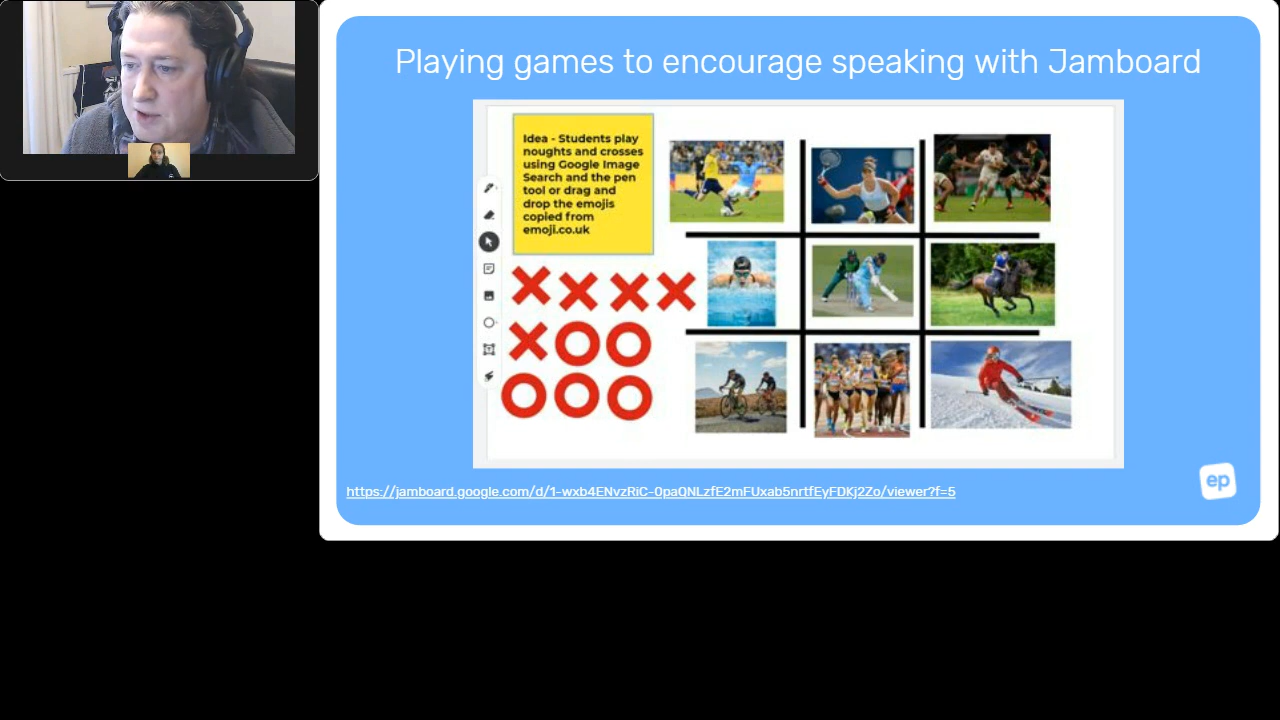 Playing games to encourage speaking with Jamboard
Idea - Students play
noughts and crosses
using Google Image
Search and the pen
tool or drag and
drop the emojis
copied from
emoji.co.uk
https://jamboard.google.com/d/1-wxb4ENvzRiC-0paQNLzfE2mFUxab5nrtfEyFDKj2Zo/viewer?f=5
ep